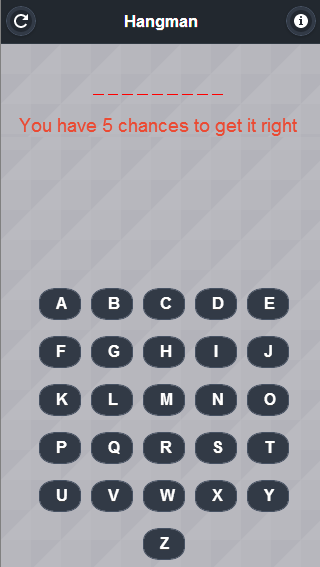 Hangman
_ _ _ _ _ _ _ _ _
You have 5 chances to get it right
A B C D E
F G H I J
K L M N O
P Q R S T
U V W X Y
Z